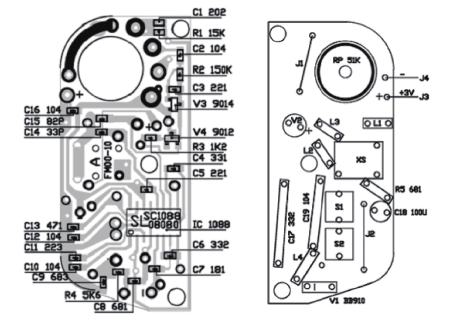 C1 202
R1 15K
C2 104
R2 150K
C3 221
V3 9014
C16 104
C15 82P
C14 33P
V4 9012
R3 1K2
C4 331
C5 221
A
FM00-10
SC1088
SL 080B0
IC 1088
C13 471
C12 104
C11 223
C10 104
C9 683
R4 5K6
C8 681
C6 332
C7 181
RP 51K
J1
J4
+3V
J3
V2
L3
L1
L2
XS
R5 681
S1
C18 100U
C17 332
C19 104
S2
J2
L4
V1 BB910